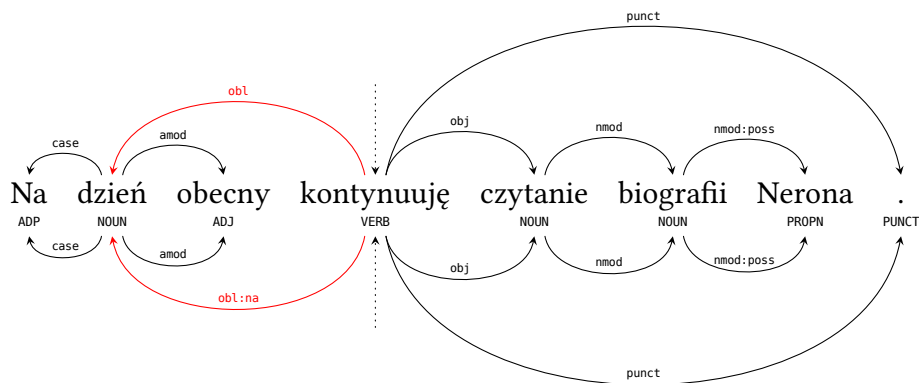 punct
obl
obj
case amod nmod nmod:poss
Na dzień obecny kontynuuję czytanie biografii Nerona .
ADP NOUN ADJ VERB NOUN NOUN PROPN PUNCT
case amod nmod nmod:poss
obj
obl:na
punct